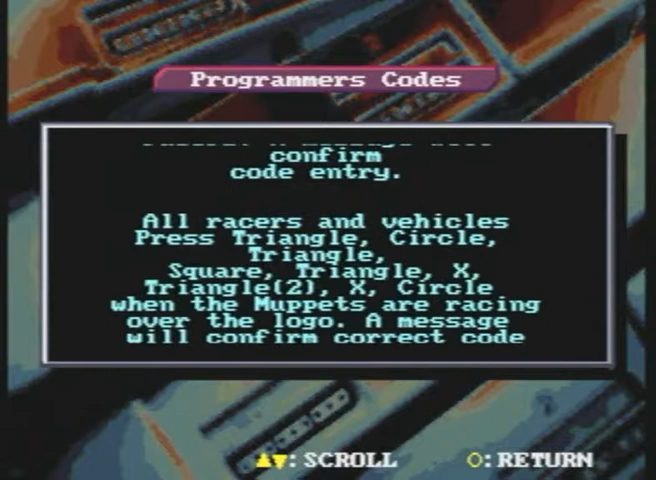 Programmers Codes
confirm
code entry.
All racers and vehicles
Press Triangle, Circle,
Triangle,
Square, Triangle, X,
Triangle(2), X, Circle
when the Muppets are racing
over the logo. A message
will confirm correct code
▲▼: SCROLL
○: RETURN